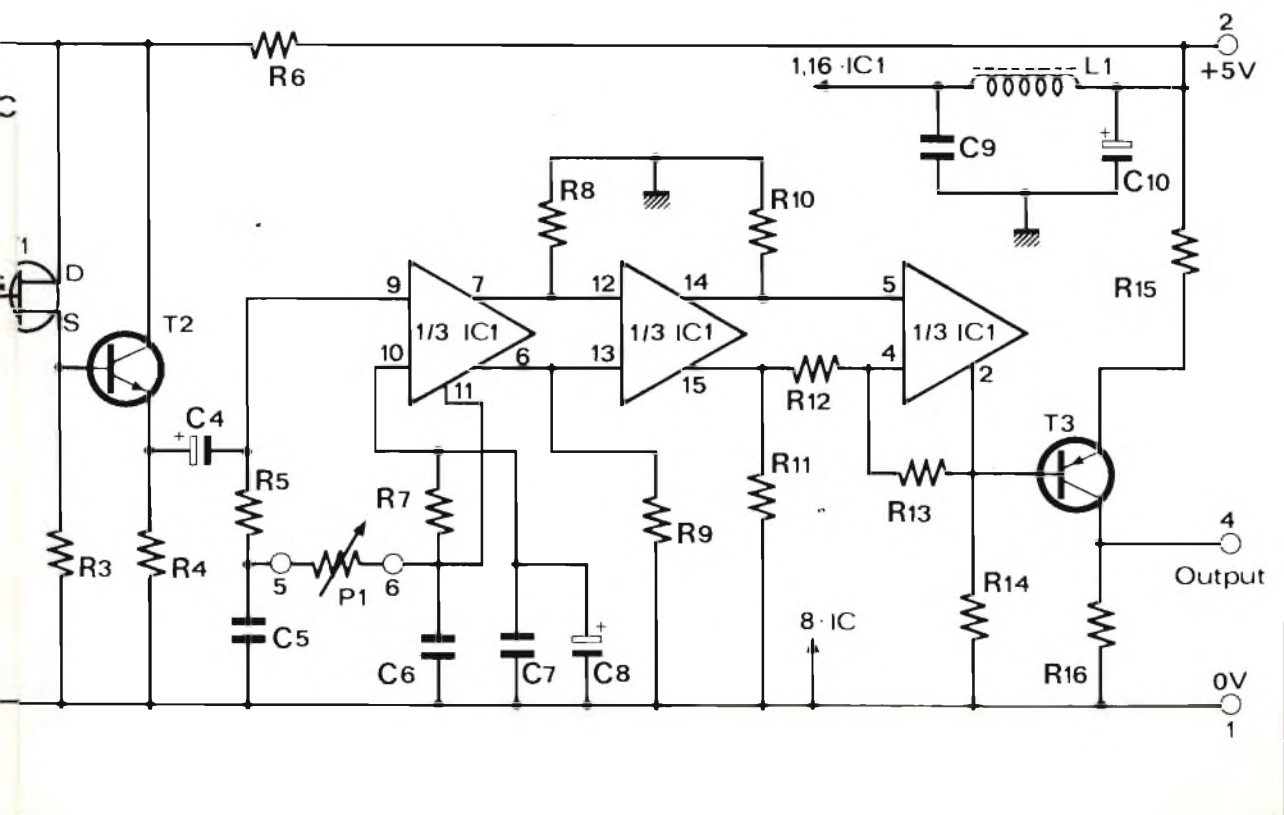 2
+5V
R6
1,16 · IC1
L1
C
C9
+
C10
R8
R10
R15
1
D
S
T2
9
7
12
14
5
1/3 IC1
1/3 IC1
1/3 IC1
10
6
13
15
4
2
11
R12
T3
C4
+
R5
R7
R11
R13
R9
4
Output
R3
R4
5
P1
6
R14
C5
8 · IC
C6
C7
+
C8
R16
0V
1